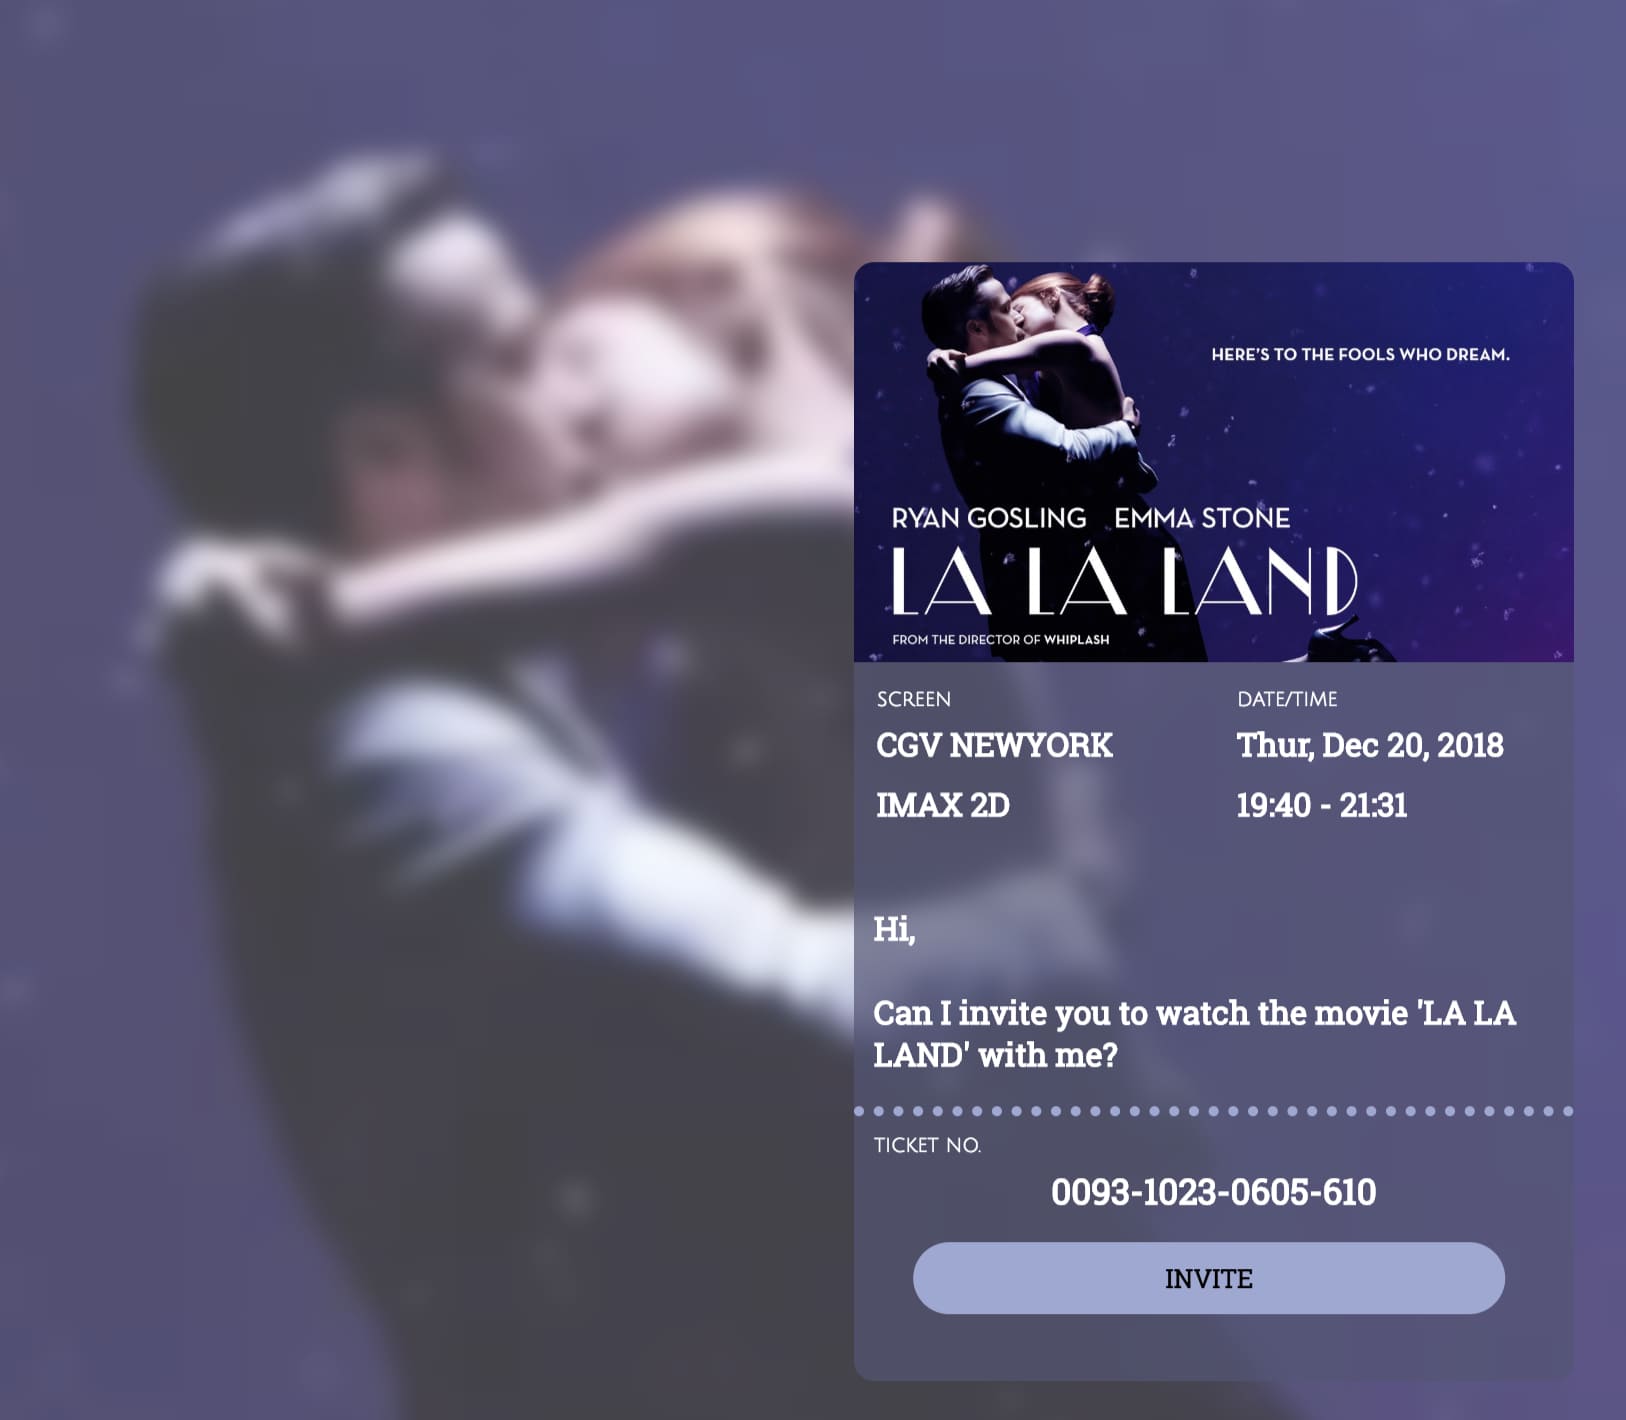 HERE'S TO THE FOOLS WHO DREAM.
RYAN GOSLING EMMA STONE
LA LA LAND
FROM THE DIRECTOR OF WHIPLASH
SCREEN
DATE/TIME
CGV NEWYORK
Thur, Dec 20, 2018
IMAX 2D
19:40 - 21:31
Hi,
Can I invite you to watch the movie 'LA LA
LAND' with me?
TICKET NO.
0093-1023-0605-610
INVITE